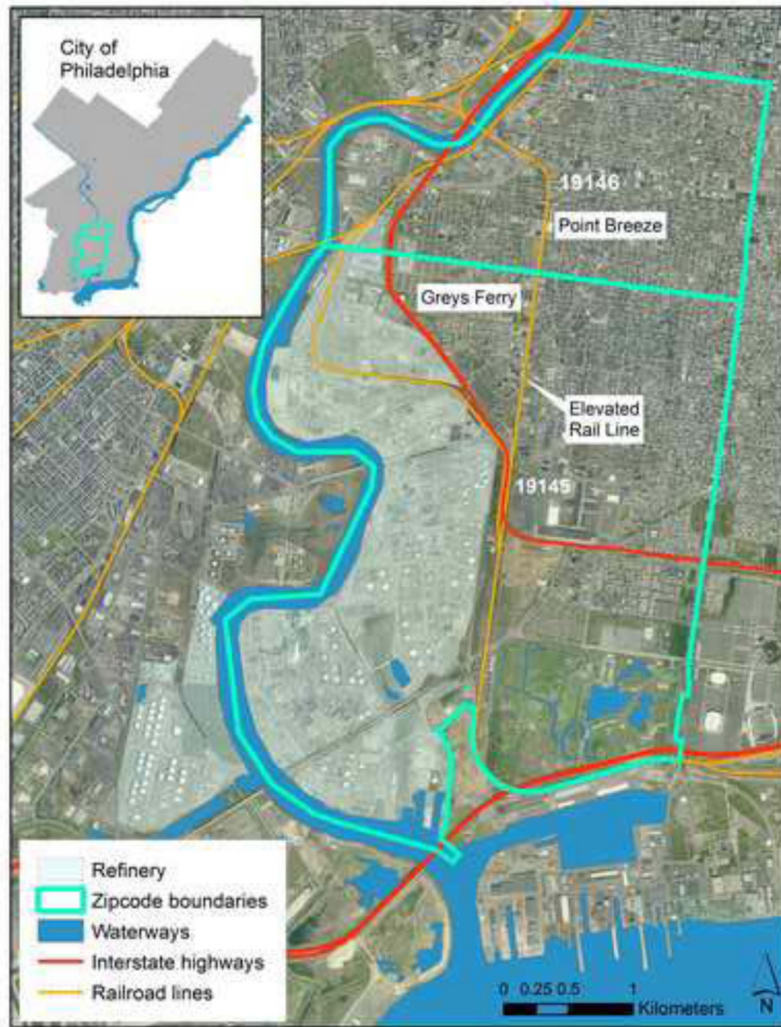 City of
Philadelphia
19146
Point Breeze
Greys Ferry
Elevated
Rail Line
19145
Refinery
Zipcode boundaries
Waterways
Interstate highways
Railroad lines
0 0.25 0.5 1
Kilometers
N